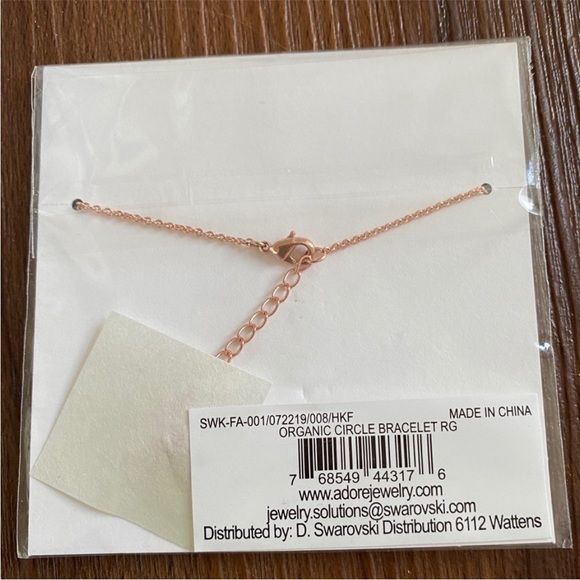 SWK-FA-001/072219/008/HKF MADE IN CHINA
ORGANIC CIRCLE BRACELET RG
7 68549 44317 6
www.adorejewelry.com
jewelry.solutions@swarovski.com
Distributed by: D. Swarovski Distribution 6112 Wattens